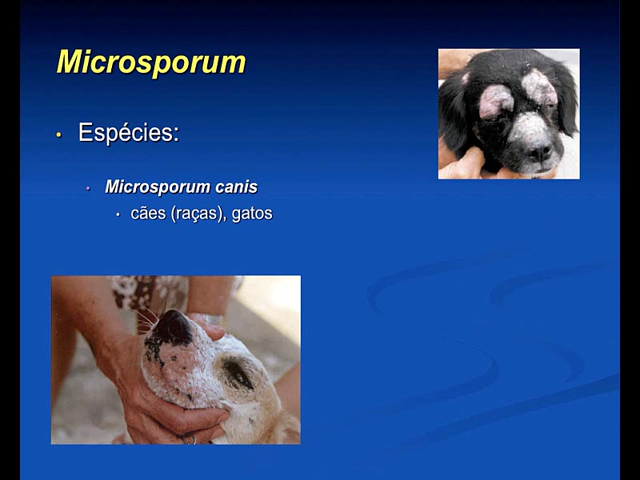 Microsporum
• Espécies:
• Microsporum canis
• cães (raças), gatos